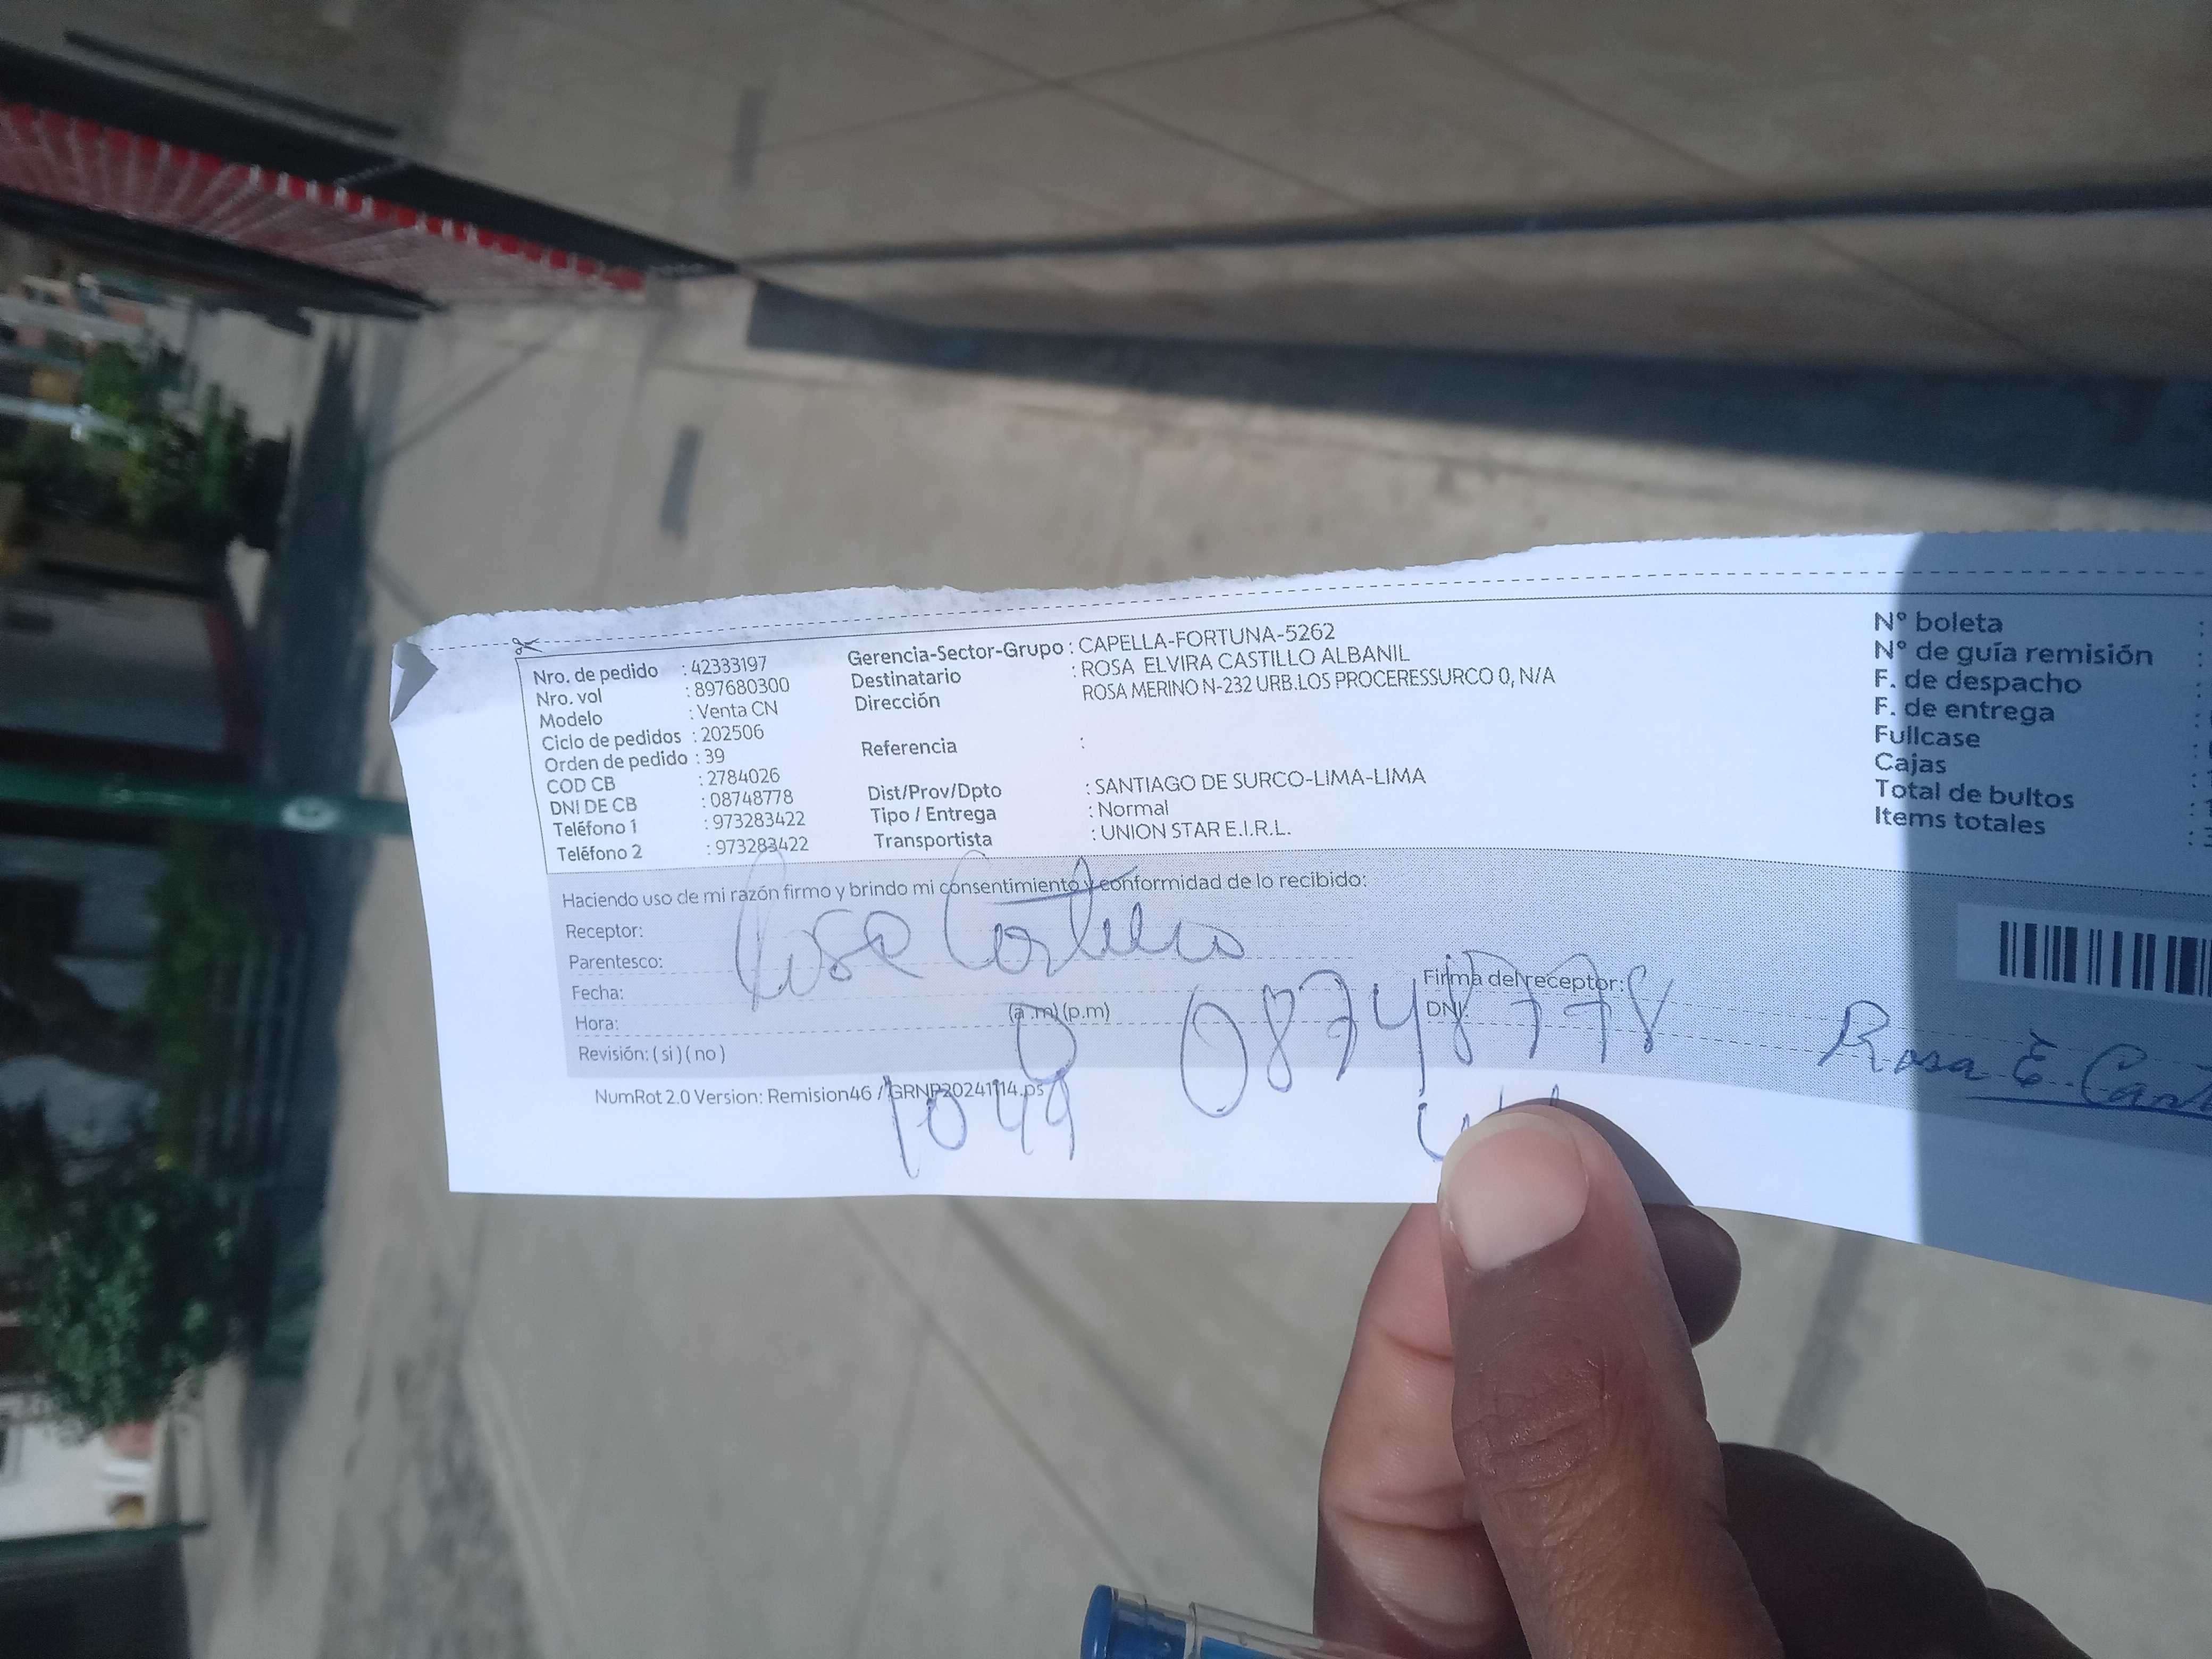 Nro. de pedido : 42333197
Nro. vol : 897680300
Modelo : Venta CN
Ciclo de pedidos : 202506
Orden de pedido : 39
COD CB : 2784026
DNI DE CB : 08748778
Teléfono 1 : 973283422
Teléfono 2 : 973283422
Gerencia-Sector-Grupo : CAPELLA-FORTUNA-5262
Destinatario : ROSA ELVIRA CASTILLO ALBANIL
Dirección ROSA MERINO N-232 URB.LOS PROCERESSURCO 0, N/A
Referencia :
Dist/Prov/Dpto : SANTIAGO DE SURCO-LIMA-LIMA
Tipo / Entrega : Normal
Transportista : UNION STAR E.I.R.L.
N° boleta :
N° de guía remisión :
F. de despacho :
F. de entrega :
Fullcase :
Cajas :
Total de bultos :
Items totales :
Haciendo uso de mi razón firmo y brindo mi consentimiento y conformidad de lo recibido:
Receptor:
Rosa
Parentesco:
Fecha:
Firma del receptor:
Hora: (a.m) (p.m)
DNI:
08748778
Revisión: ( si ) ( no )
Rosa E
NumRot 2.0 Version: Remision46 / GRNP20241114.ps
1049